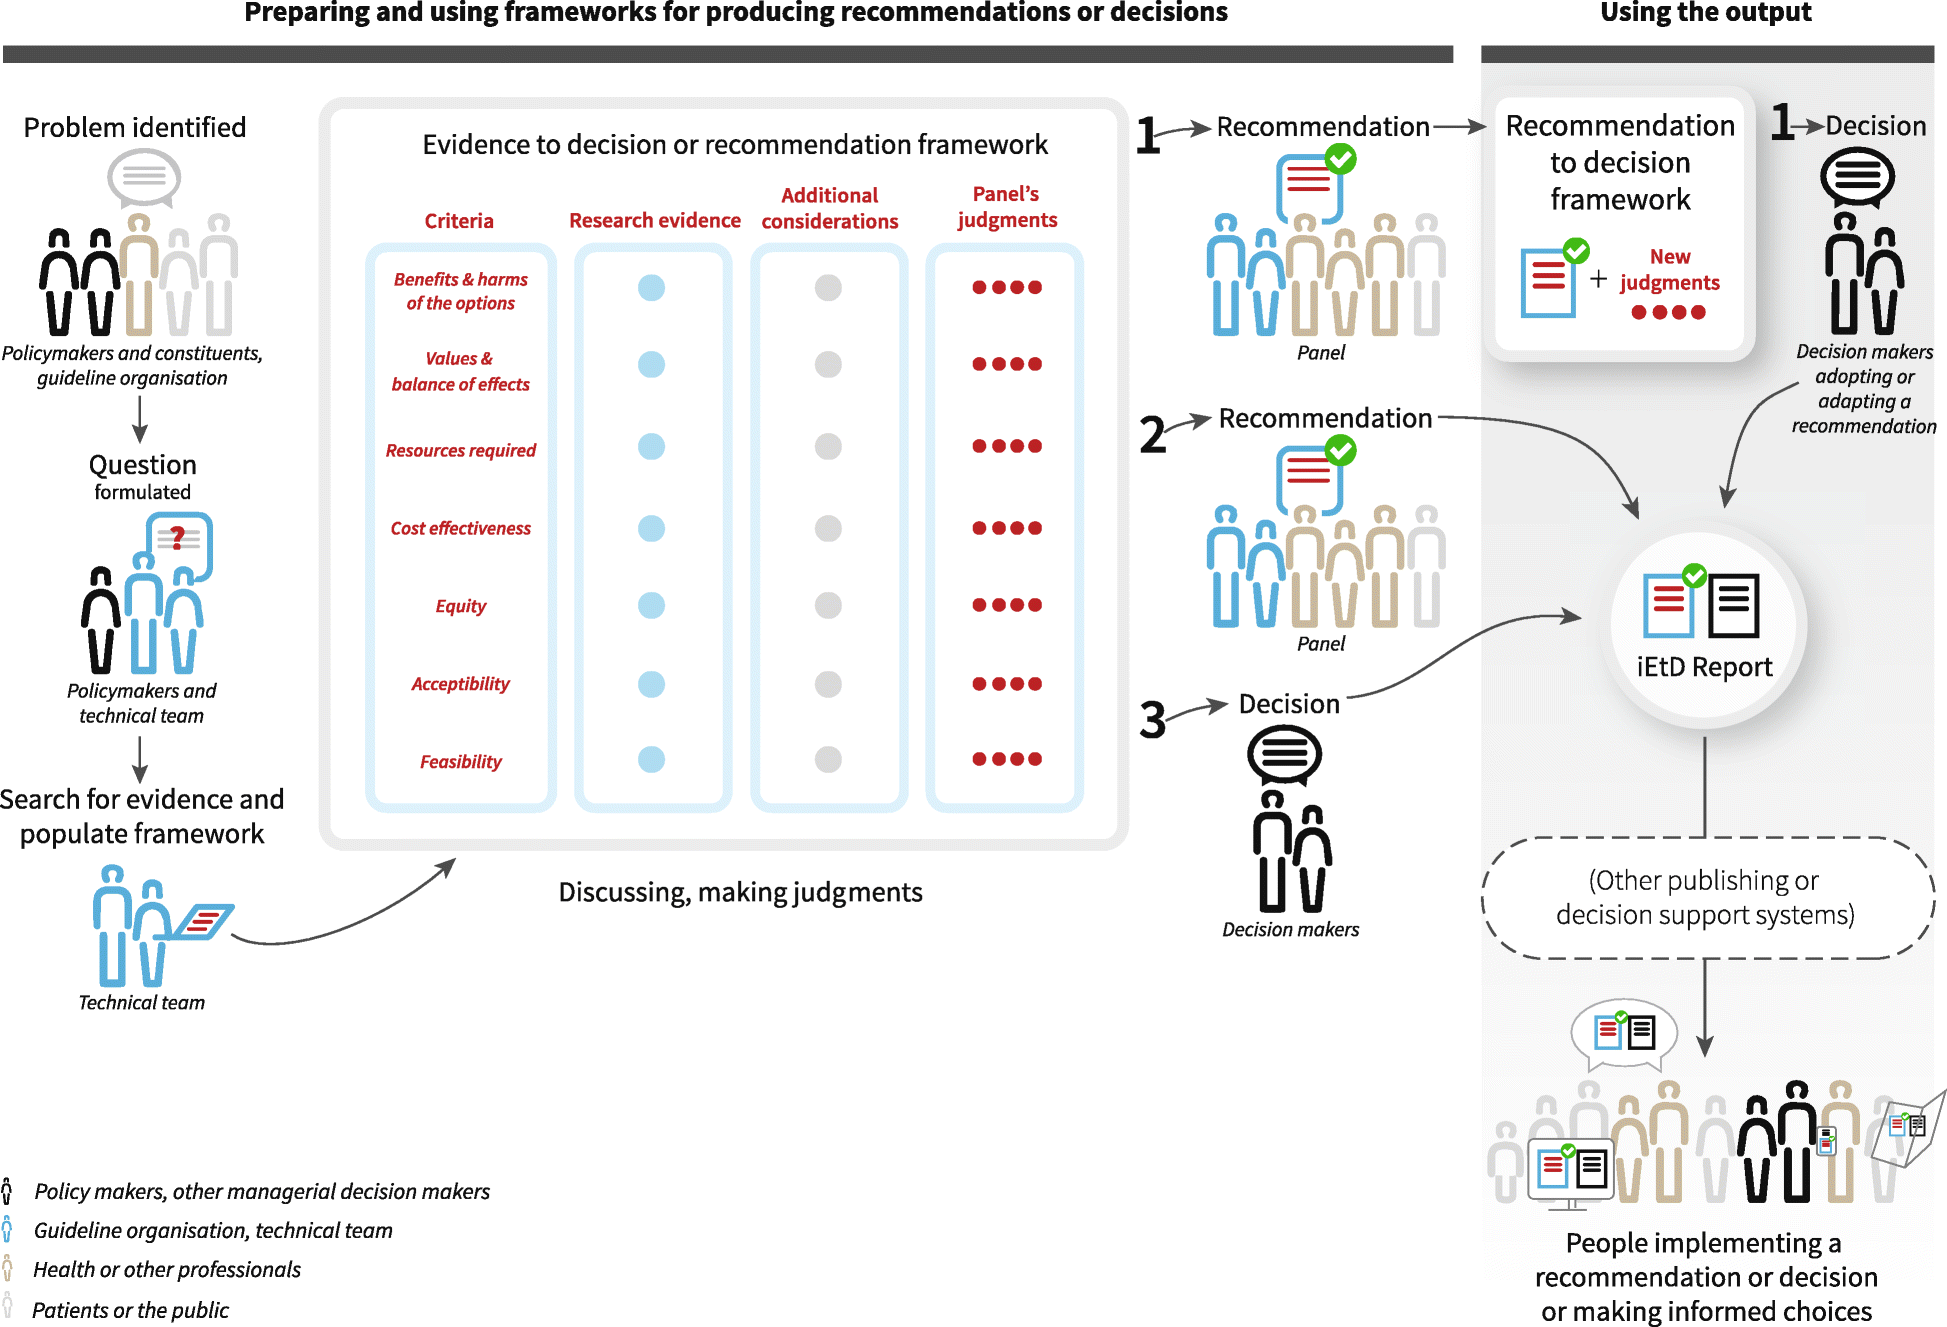 Preparing and using frameworks for producing recommendations or decisions
Using the output
Problem identified
Policymakers and constituents,
guideline organisation
Question
formulated
?
Policymakers and
technical team
Search for evidence and
populate framework
Technical team
Evidence to decision or recommendation framework
Criteria
Research evidence
Additional
considerations
Panel's
judgments
Benefits & harms
of the options
Values &
balance of effects
Resources required
Cost effectiveness
Equity
Acceptibility
Feasibility
Discussing, making judgments
1
Recommendation
Panel
2
Recommendation
Panel
3
Decision
Decision makers
Recommendation
to decision
framework
+
New
judgments
1
Decision
Decision makers
adopting or
adapting a
recommendation
iEtD Report
(Other publishing or
decision support systems)
People implementing a
recommendation or decision
or making informed choices
Policy makers, other managerial decision makers
Guideline organisation, technical team
Health or other professionals
Patients or the public